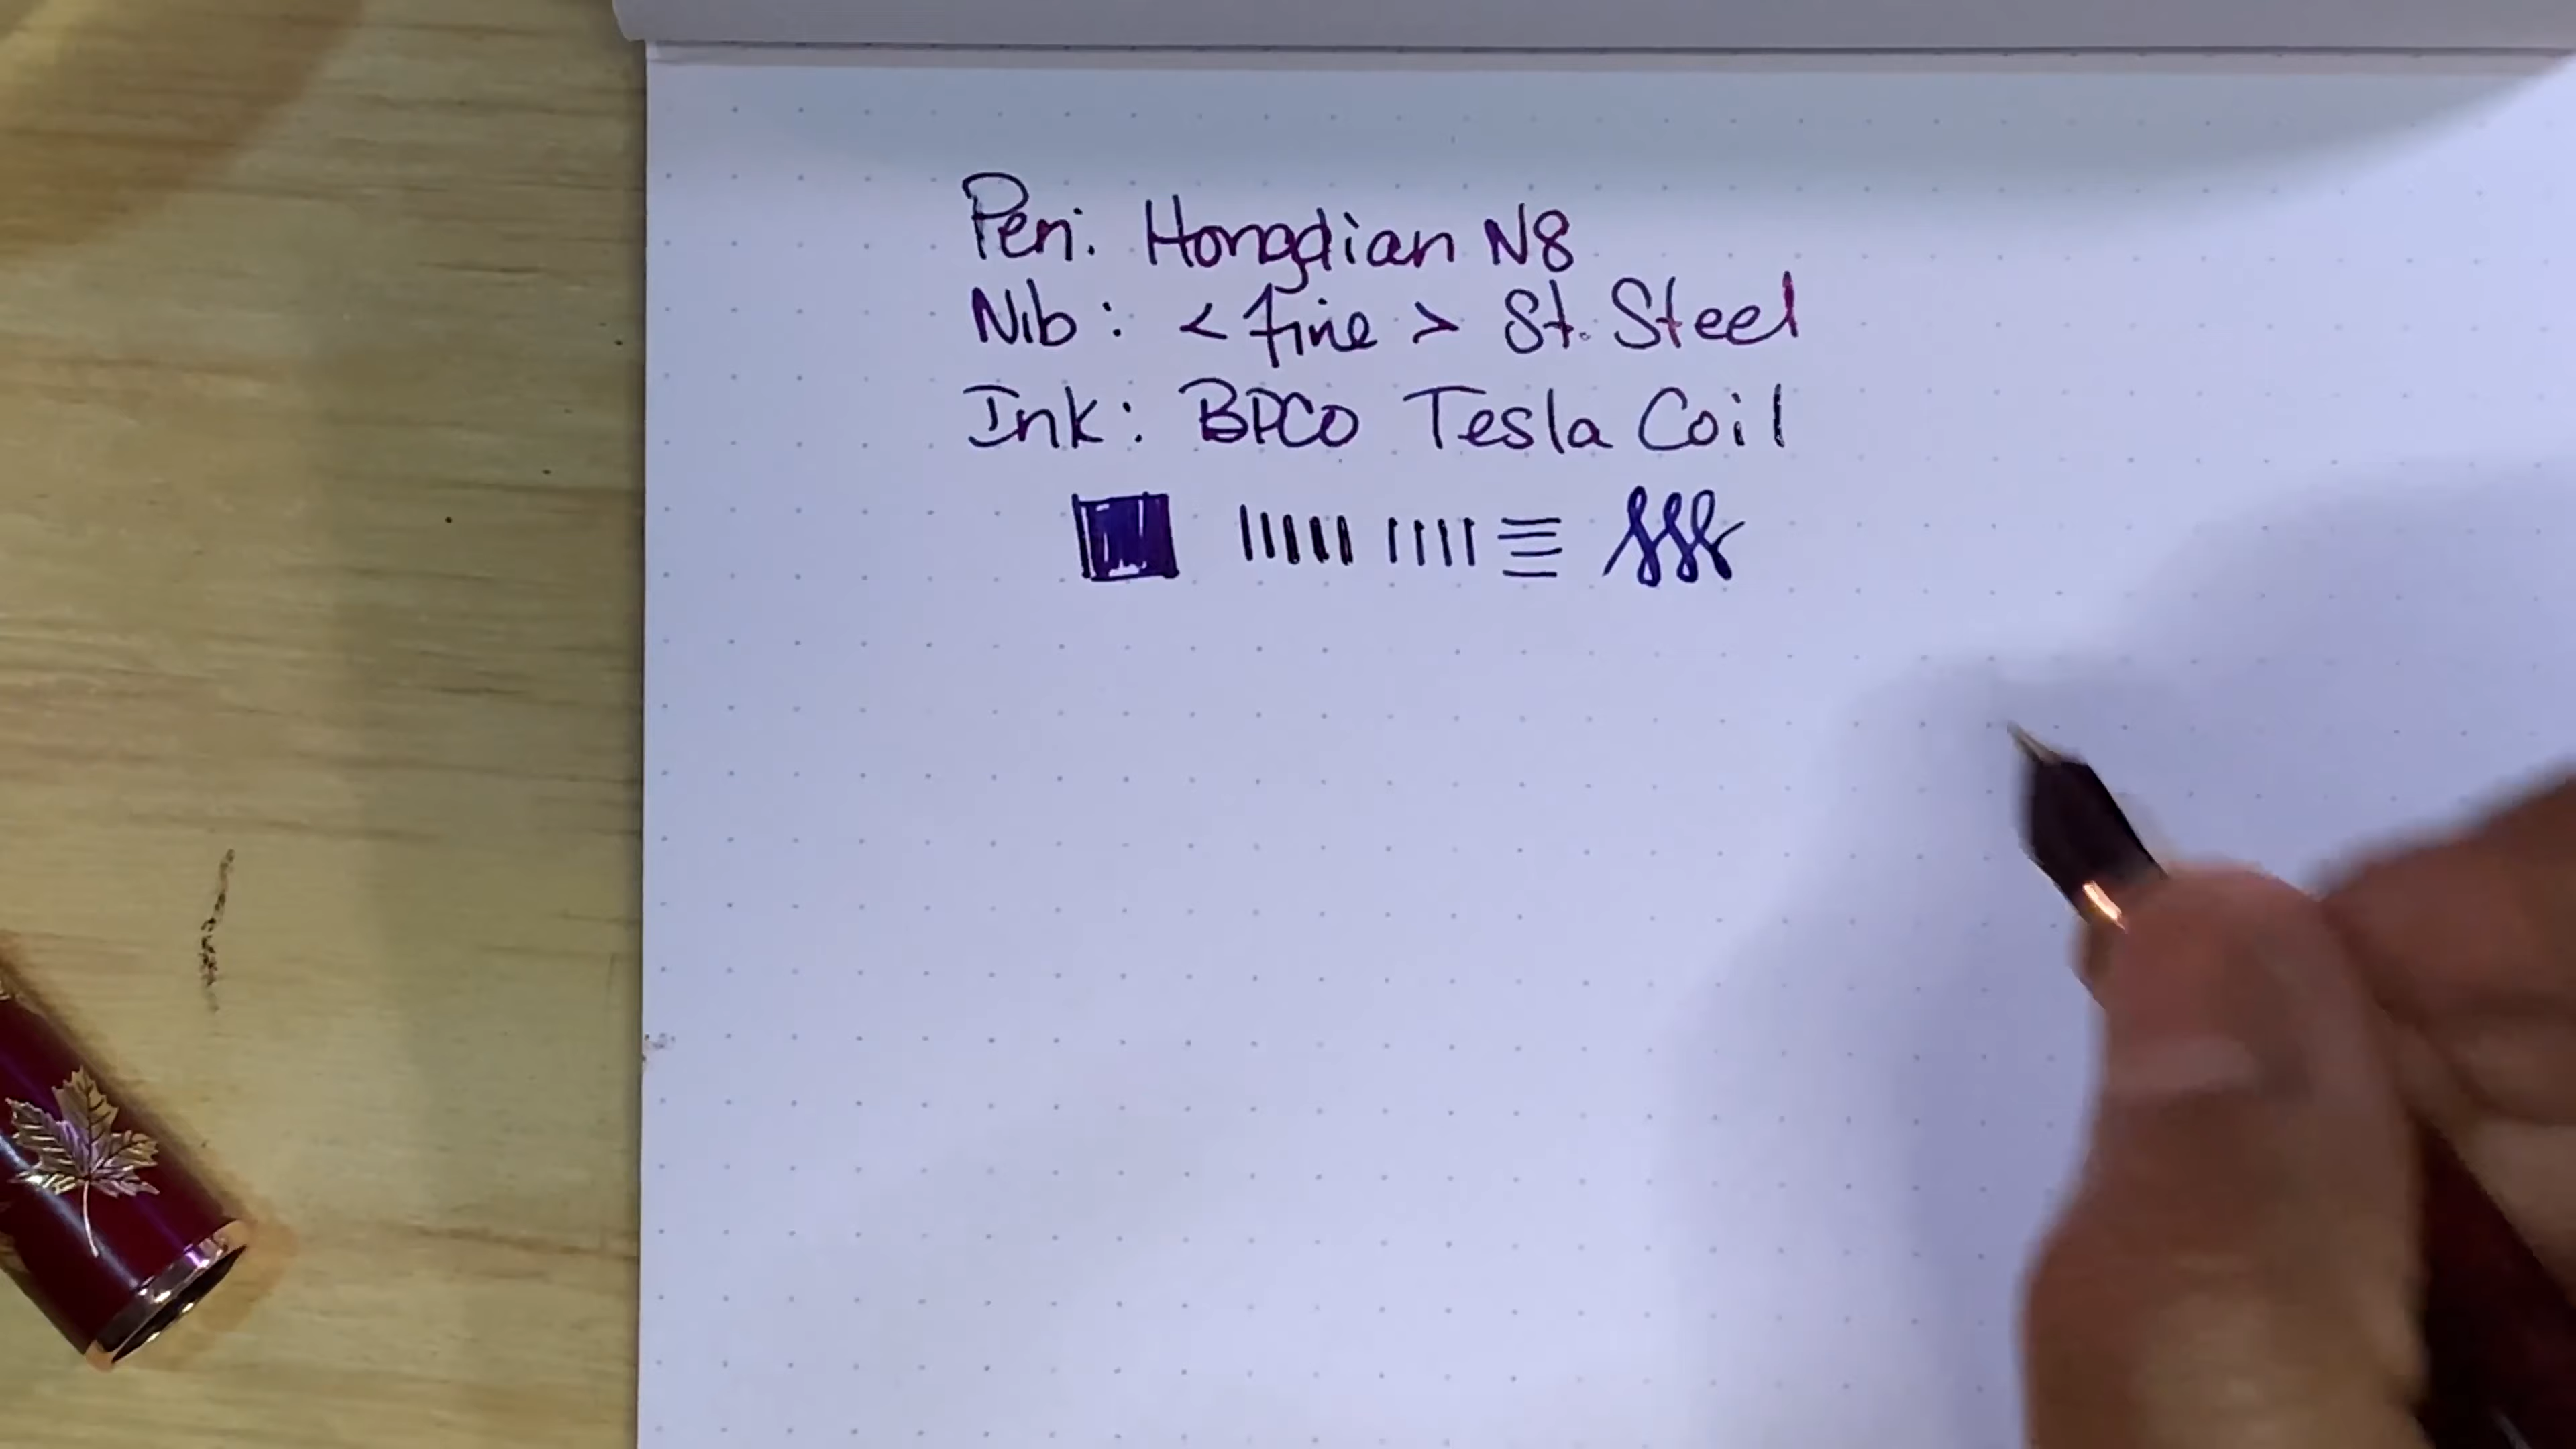 Pen: Hongdian N8
Nib: < fine > St. Steel
Ink: BPCO Tesla Coil